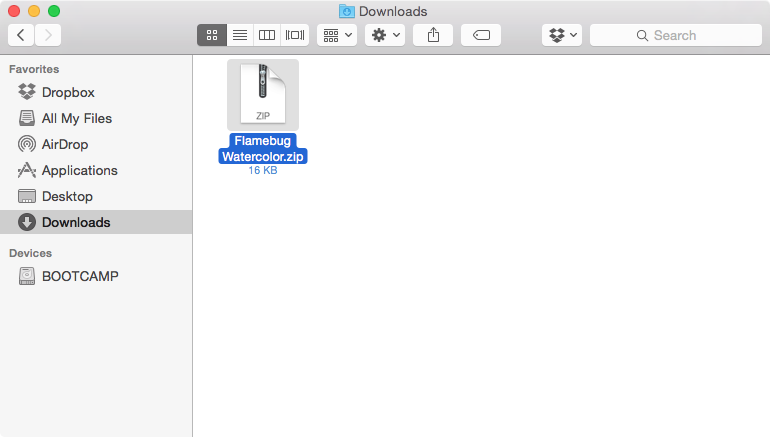 Downloads
Search
Favorites
Dropbox
All My Files
AirDrop
Applications
Desktop
Downloads
Devices
BOOTCAMP
ZIP
Flamebug
Watercolor.zip
16 KB